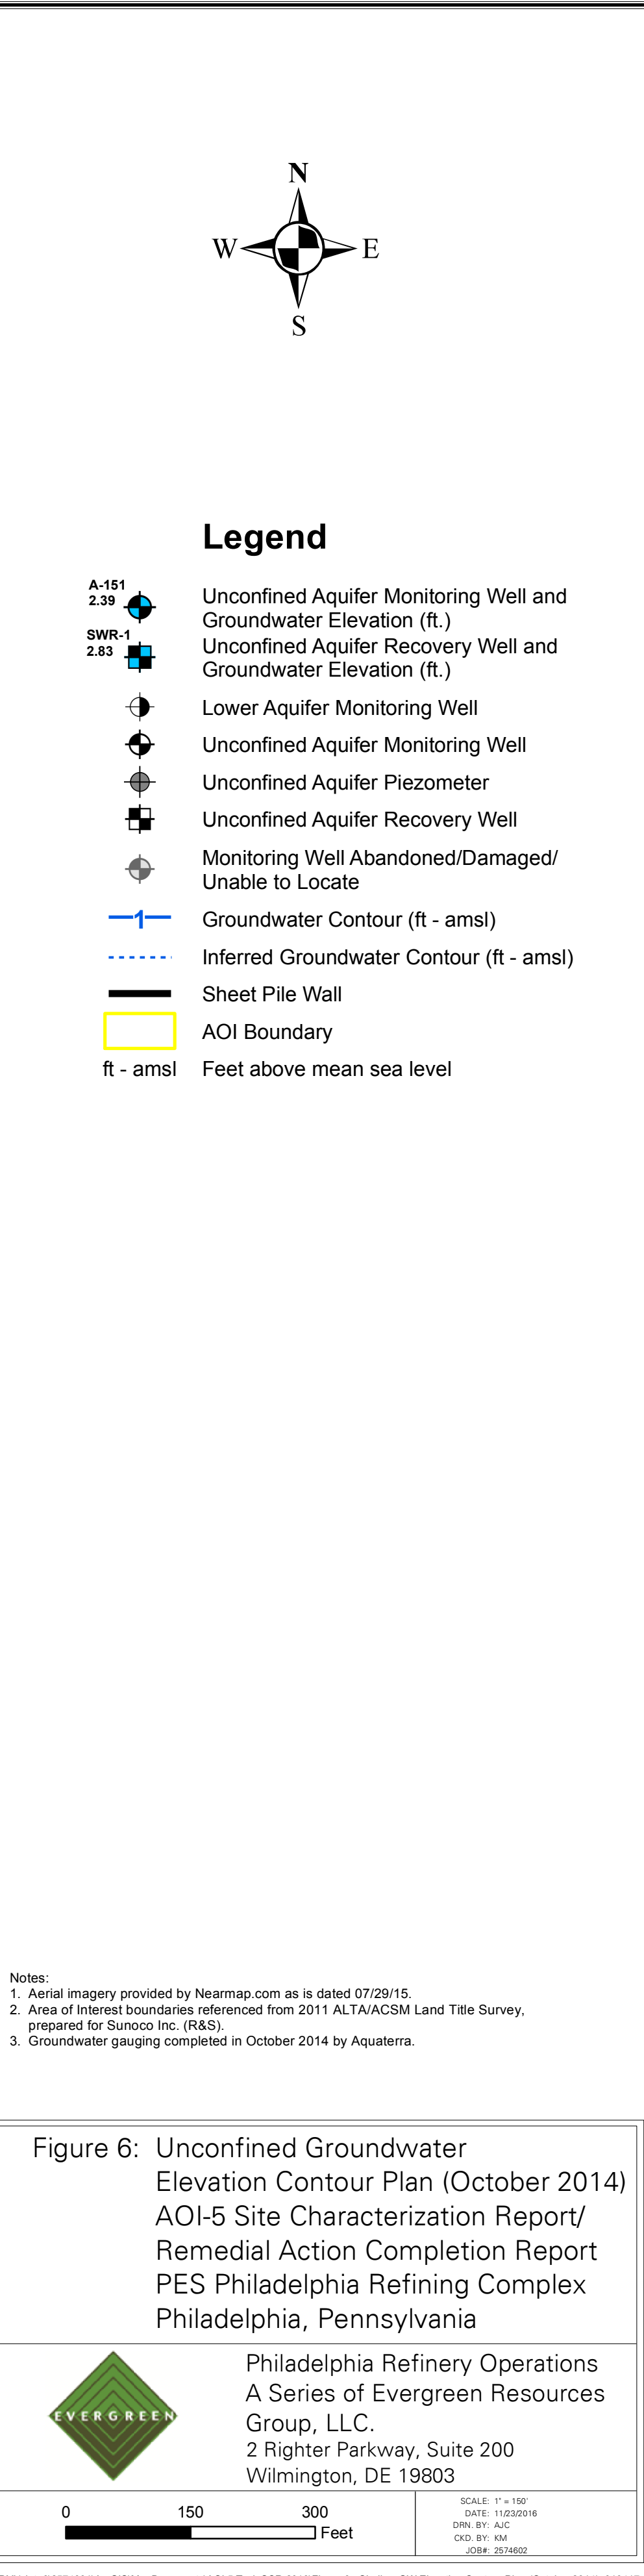 N
W E
S
Legend
A-151
2.39
Unconfined Aquifer Monitoring Well and
Groundwater Elevation (ft.)
SWR-1
2.83
Unconfined Aquifer Recovery Well and
Groundwater Elevation (ft.)
Lower Aquifer Monitoring Well
Unconfined Aquifer Monitoring Well
Unconfined Aquifer Piezometer
Unconfined Aquifer Recovery Well
Monitoring Well Abandoned/Damaged/
Unable to Locate
1 Groundwater Contour (ft - amsl)
Inferred Groundwater Contour (ft - amsl)
Sheet Pile Wall
AOI Boundary
ft - amsl Feet above mean sea level
Notes:
1. Aerial imagery provided by Nearmap.com as is dated 07/29/15.
2. Area of Interest boundaries referenced from 2011 ALTA/ACSM Land Title Survey,
prepared for Sunoco Inc. (R&S).
3. Groundwater gauging completed in October 2014 by Aquaterra.
Figure 6: Unconfined Groundwater
Elevation Contour Plan (October 2014)
AOI-5 Site Characterization Report/
Remedial Action Completion Report
PES Philadelphia Refining Complex
Philadelphia, Pennsylvania
EVERGREEN
Philadelphia Refinery Operations
A Series of Evergreen Resources
Group, LLC.
2 Righter Parkway, Suite 200
Wilmington, DE 19803
0 150 300
Feet
SCALE: 1" = 150'
DATE: 11/23/2016
DRN. BY: AJC
CKD. BY: KM
JOB#: 2574602